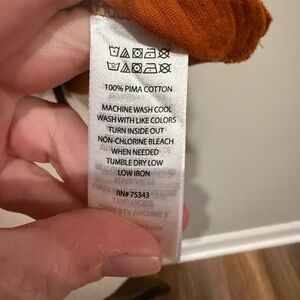 100% PIMA COTTON
MACHINE WASH COOL
WASH WITH LIKE COLORS
TURN INSIDE OUT
NON-CHLORINE BLEACH
WHEN NEEDED
TUMBLE DRY LOW
LOW IRON
RN# 75343